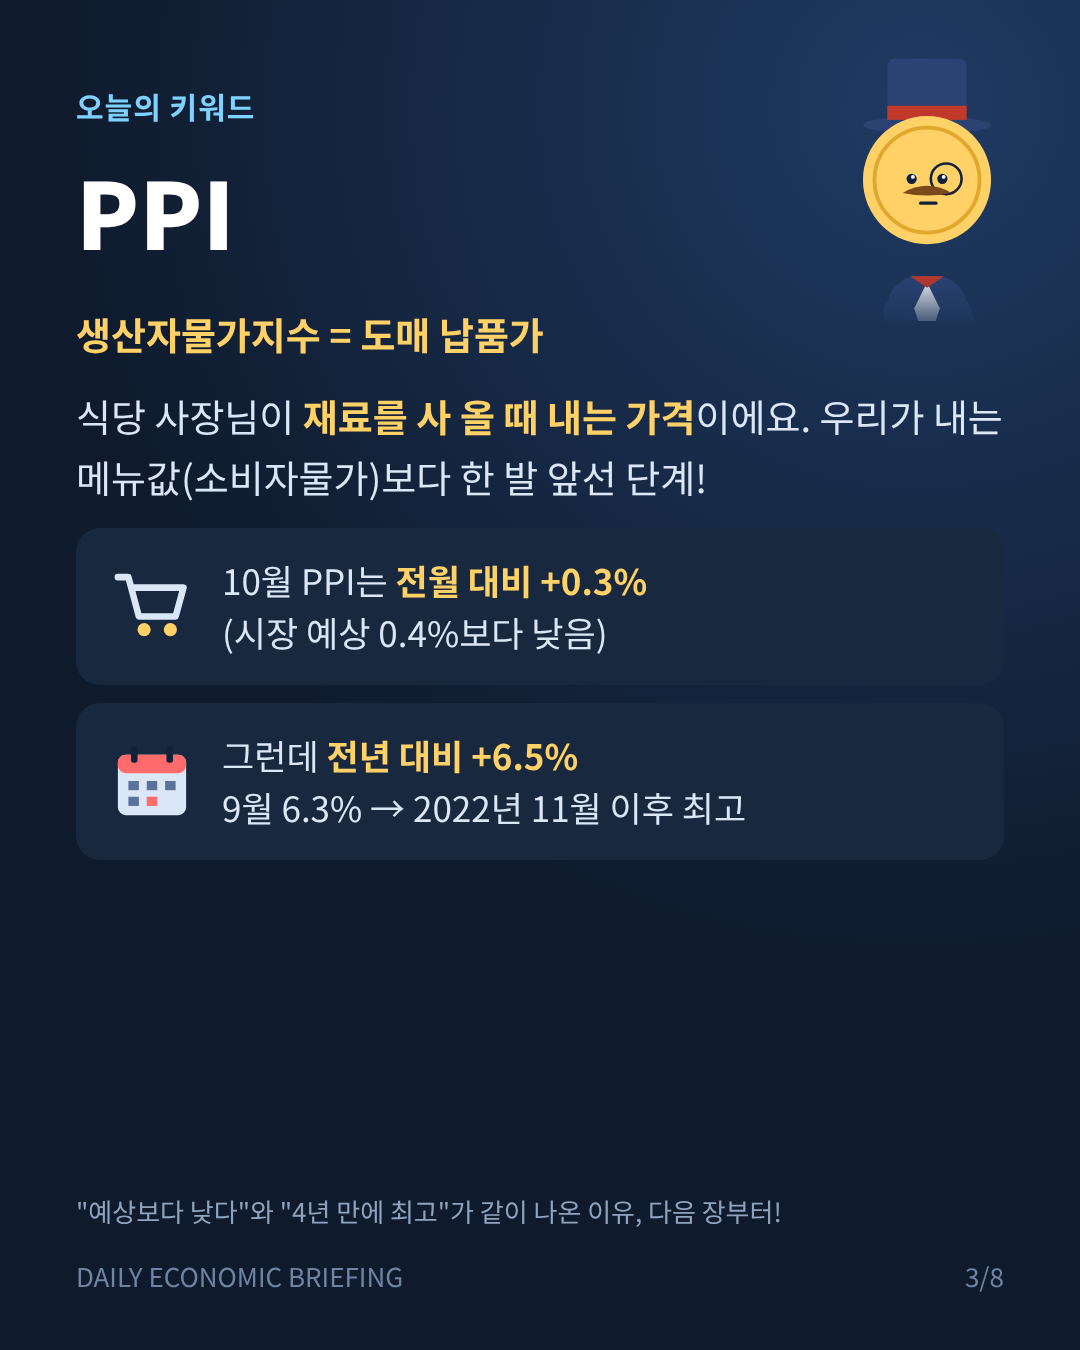 오늘의 키워드
PPI
생산자물가지수 = 도매 납품가
식당 사장님이 재료를 사 올 때 내는 가격이에요. 우리가 내는
메뉴값(소비자물가)보다 한 발 앞선 단계!
10월 PPI는 전월 대비 +0.3%
(시장 예상 0.4%보다 낮음)
그런데 전년 대비 +6.5%
9월 6.3% → 2022년 11월 이후 최고
"예상보다 낮다"와 "4년 만에 최고"가 같이 나온 이유, 다음 장부터!
DAILY ECONOMIC BRIEFING
3/8